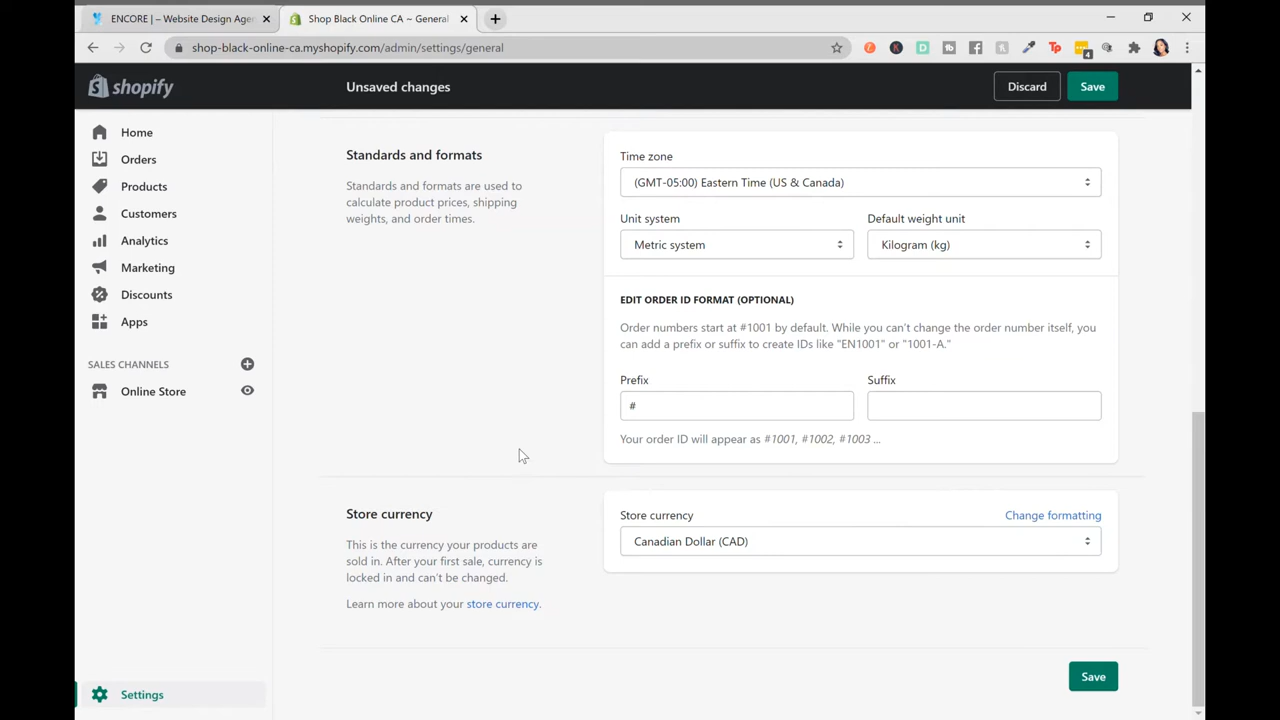 ENCORE | – Website Design Agen
Shop Black Online CA ~ General
shop-black-online-ca.myshopify.com/admin/settings/general
4
shopify
Unsaved changes
Discard
Save
Home
Orders
Products
Customers
Analytics
Marketing
Discounts
Apps
SALES CHANNELS
Online Store
Settings
Standards and formats
Standards and formats are used to
calculate product prices, shipping
weights, and order times.
Time zone
(GMT-05:00) Eastern Time (US & Canada)
Unit system
Default weight unit
Metric system
Kilogram (kg)
EDIT ORDER ID FORMAT (OPTIONAL)
Order numbers start at #1001 by default. While you can't change the order number itself, you
can add a prefix or suffix to create IDs like "EN1001" or "1001-A."
Prefix
Suffix
#
Your order ID will appear as #1001, #1002, #1003 ...
Store currency
This is the currency your products are
sold in. After your first sale, currency is
locked in and can't be changed.
Learn more about your store currency.
Store currency
Change formatting
Canadian Dollar (CAD)
Save